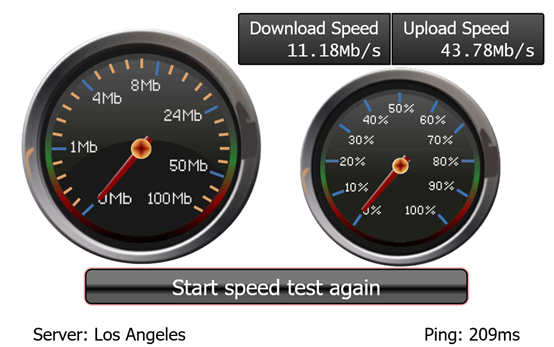 Download Speed
11.18Mb/s
Upload Speed
43.78Mb/s
0Mb
1Mb
4Mb
8Mb
24Mb
50Mb
100Mb
0%
10%
20%
30%
40%
50%
60%
70%
80%
90%
100%
Start speed test again
Server: Los Angeles
Ping: 209ms